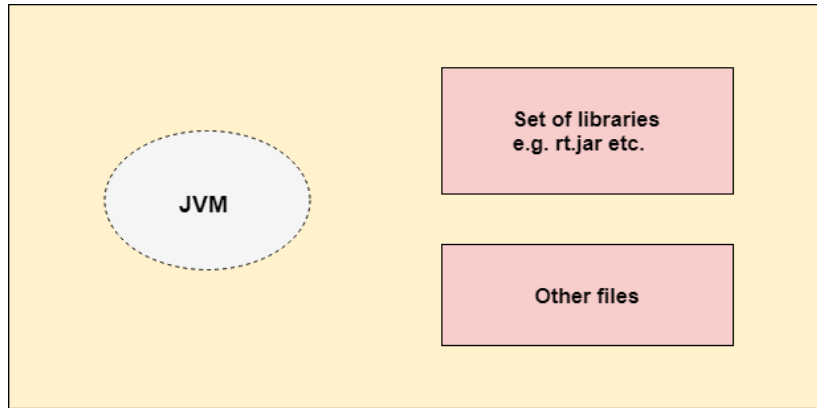 JVM
Set of libraries
e.g. rt.jar etc.
Other files